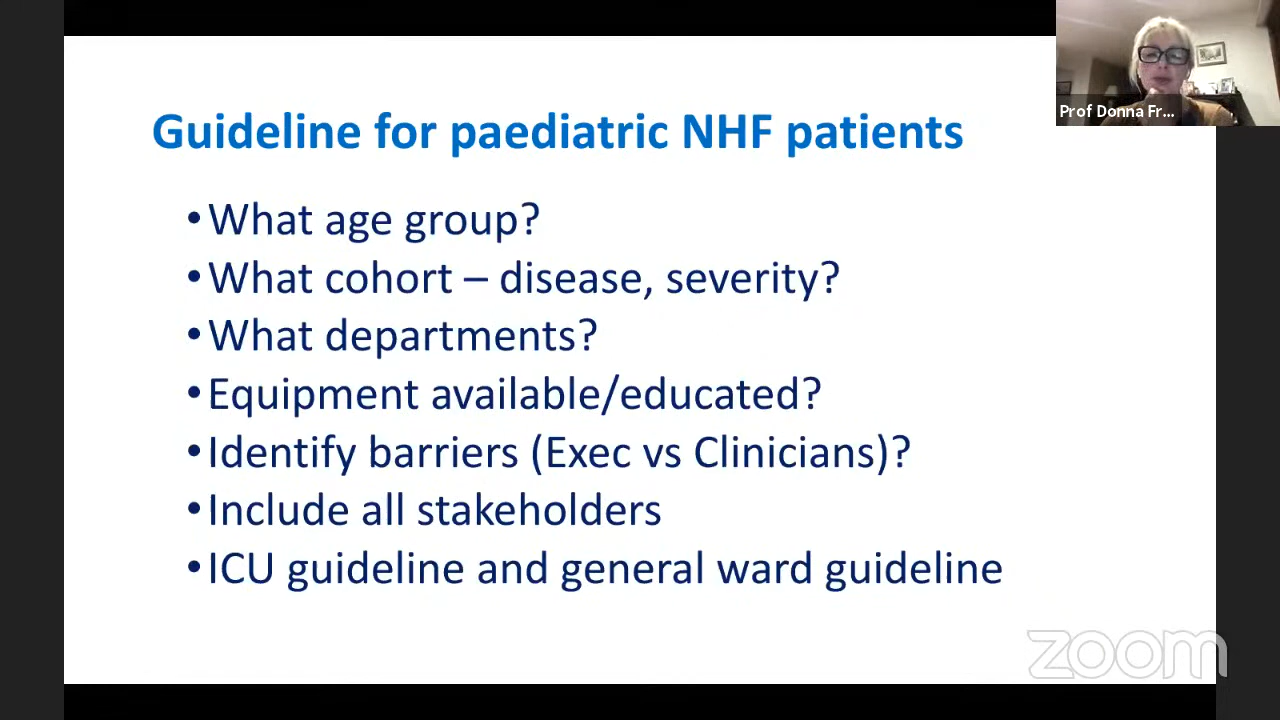 Prof Donna Fr...
Guideline for paediatric NHF patients
•What age group?
•What cohort – disease, severity?
•What departments?
•Equipment available/educated?
•Identify barriers (Exec vs Clinicians)?
•Include all stakeholders
•ICU guideline and general ward guideline
zoom